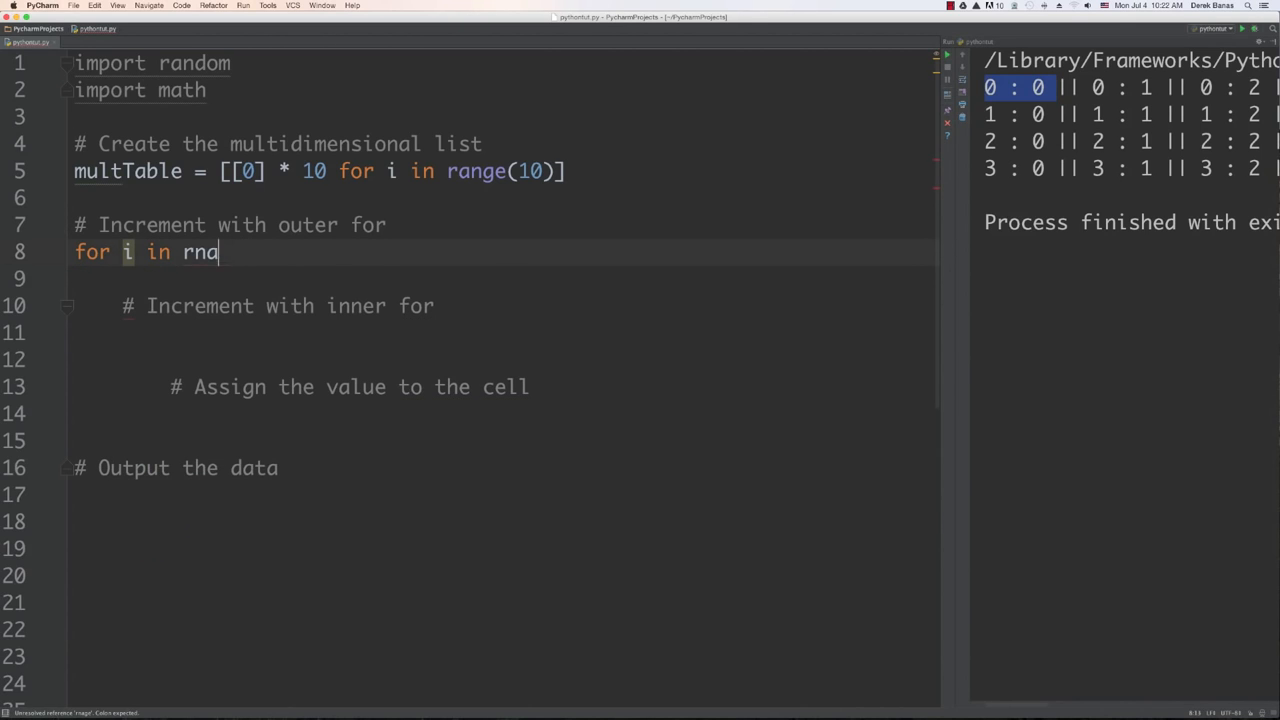 PyCharm File Edit View Navigate Code Refactor Run Tools VCS Window Help
10 Mon Jul 4 10:22 AM Derek Banas
pythontut.py - PycharmProjects - [~/PycharmProjects]
PycharmProjects pythontut.py pythontut
pythontut.py Run: pythontut
1 import random
2 import math
3
4 # Create the multidimensional list
5 multTable = [[0] * 10 for i in range(10)]
6
7 # Increment with outer for
8 for i in rna
9
10 # Increment with inner for
11
12
13 # Assign the value to the cell
14
15
16 # Output the data
17
18
19
20
21
22
23
24
/Library/Frameworks/Pytho
0 : 0 || 0 : 1 || 0 : 2 |
1 : 0 || 1 : 1 || 1 : 2 |
2 : 0 || 2 : 1 || 2 : 2 |
3 : 0 || 3 : 1 || 3 : 2 |
Process finished with exi
Unresolved reference 'rnage'. Colon expected. 8:13 LF÷ UTF-8÷